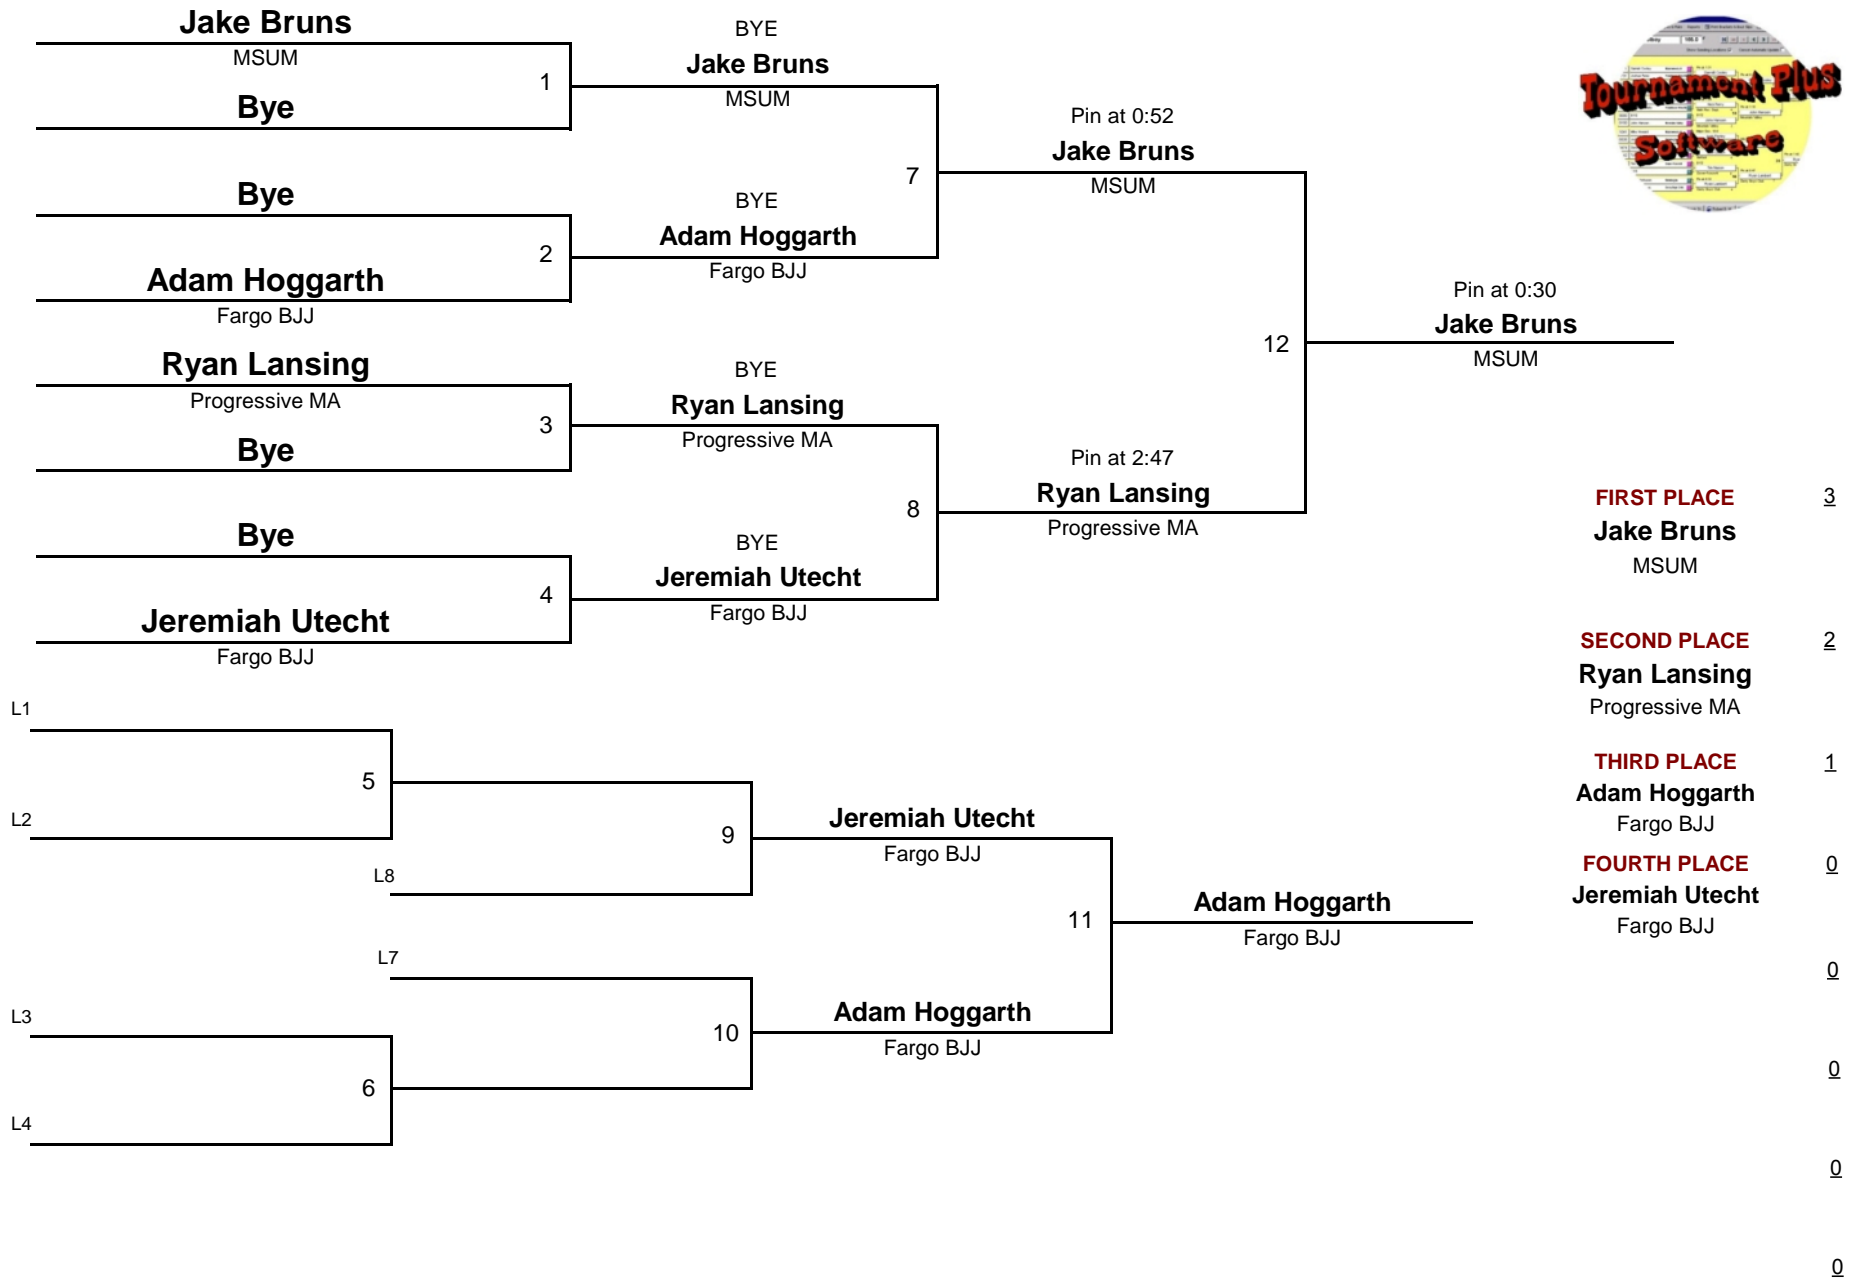 Jake Bruns
MSUM
1
Bye
Bye
2
Adam Hoggarth
Fargo BJJ
Ryan Lansing
Progressive MA
3
Bye
Bye
4
Jeremiah Utecht
Fargo BJJ
BYE
Jake Bruns
MSUM
7
BYE
Adam Hoggarth
Fargo BJJ
BYE
Ryan Lansing
Progressive MA
8
BYE
Jeremiah Utecht
Fargo BJJ
Pin at 0:52
Jake Bruns
MSUM
12
Pin at 2:47
Ryan Lansing
Progressive MA
Pin at 0:30
Jake Bruns
MSUM
Tournament Plus
Software
FIRST PLACE 3
Jake Bruns
MSUM
SECOND PLACE 2
Ryan Lansing
Progressive MA
THIRD PLACE 1
Adam Hoggarth
Fargo BJJ
FOURTH PLACE 0
Jeremiah Utecht
Fargo BJJ
0
0
0
0
L1
5
L2
9
L8
Jeremiah Utecht
Fargo BJJ
11
L7
10
L3
6
L4
Adam Hoggarth
Fargo BJJ
Adam Hoggarth
Fargo BJJ